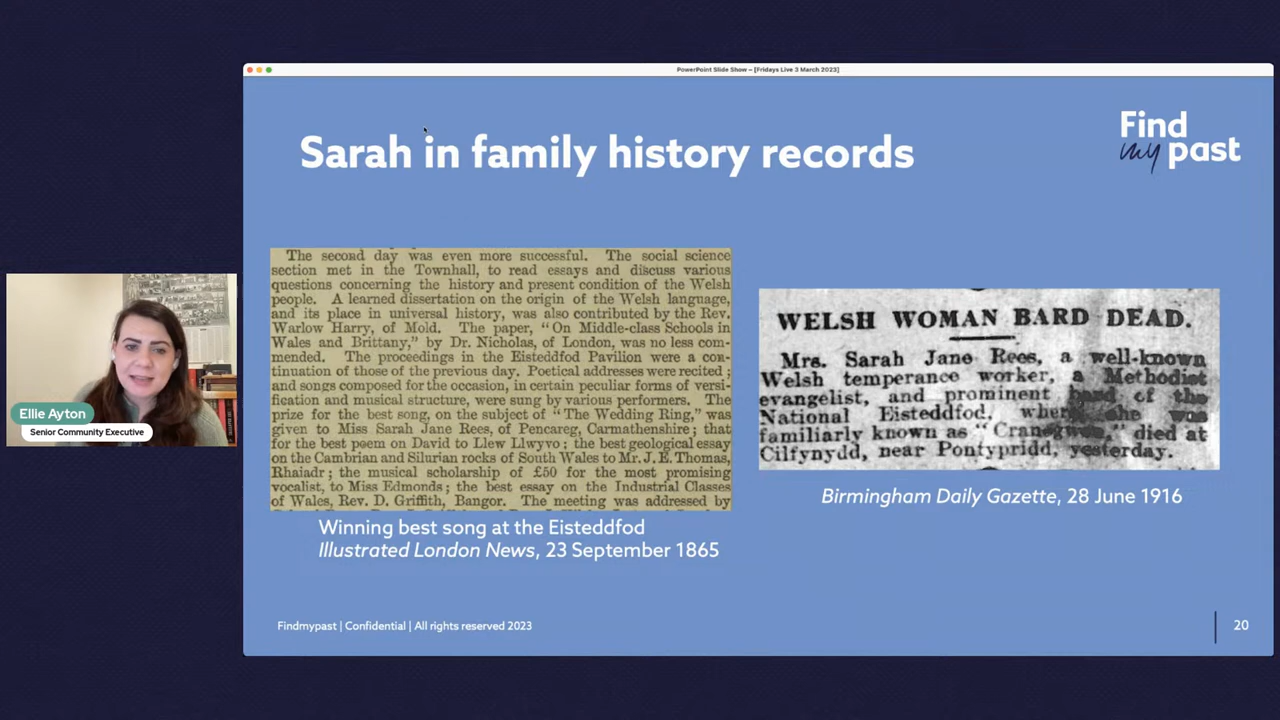 PowerPoint Slide Show – [Fridays Live 3 March 2023]
Sarah in family history records
Find
my past
The second day was even more successful. The social science
section met in the Townhall, to read essays and discuss various
questions concerning the history and present condition of the Welsh
people. A learned dissertation on the origin of the Welsh language,
and its place in universal history, was also contributed by the Rev.
Warlow Harry, of Mold. The paper, “On Middle-class Schools in
Wales and Brittany,” by Dr. Nicholas, of London, was no less com-
mended. The proceedings in the Eisteddfod Pavilion were a con-
tinuation of those of the previous day. Poetical addresses were recited ;
and songs composed for the occasion, in certain peculiar forms of versi-
fication and musical structure, were sung by various performers. The
prize for the best song, on the subject of “The Wedding Ring,” was
given to Miss Sarah Jane Rees, of Pencareg, Carmathenshire ; that
for the best poem on David to Llew Llwyvo ; the best geological essay
on the Cambrian and Silurian rocks of South Wales to Mr. J. E. Thomas,
Rhaiadr ; the musical scholarship of £50 for the most promising
vocalist, to Miss Edmonds ; the best essay on the Industrial Classes
of Wales, Rev. D. Griffith, Bangor. The meeting was addressed by
Winning best song at the Eisteddfod
Illustrated London News, 23 September 1865
WELSH WOMAN BARD DEAD.
Mrs. Sarah Jane Rees, a well-known
Welsh temperance worker, a Methodist
evangelist, and prominent bard of the
National Eisteddfod, where she was
familiarly known as “Cranogwen,” died at
Cilfynydd, near Pontypridd, yesterday.
Birmingham Daily Gazette, 28 June 1916
Ellie Ayton
Senior Community Executive
Findmypast | Confidential | All rights reserved 2023
20